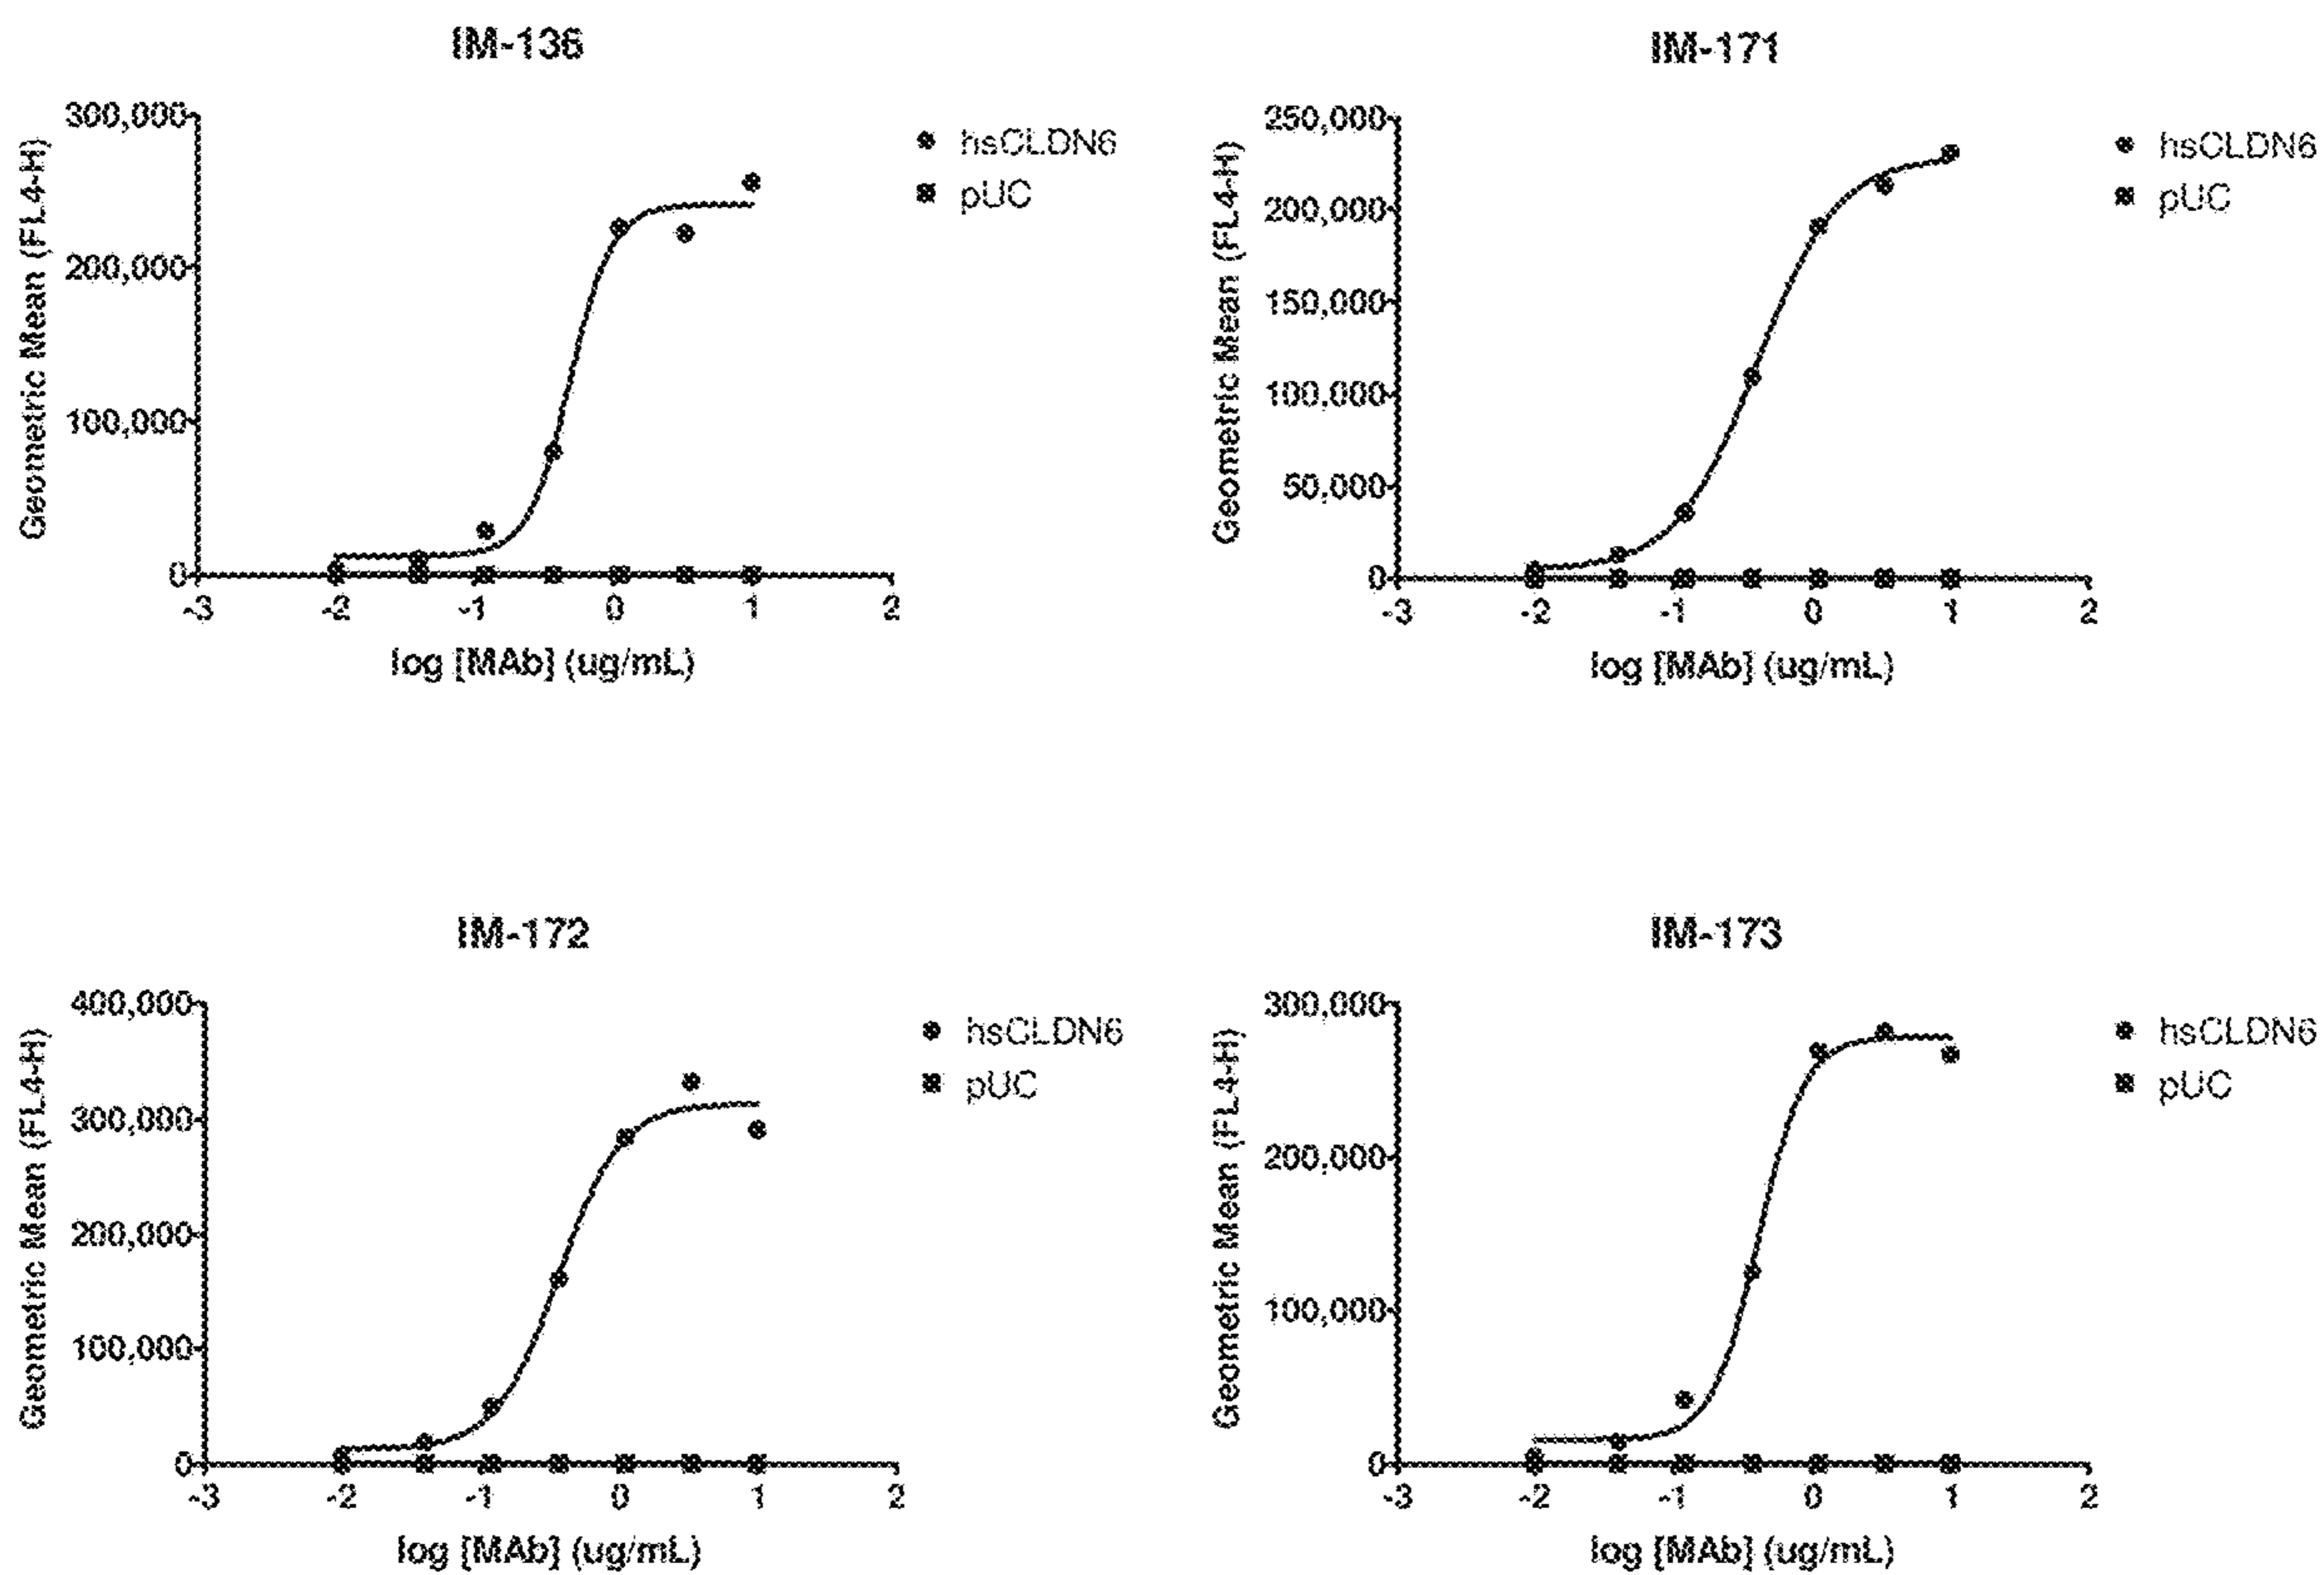 IM-136
300,000
200,000
100,000
0
Geometric Mean (FL4-H)
-3 -2 -1 0 1 2
log [MAb] (ug/mL)
hsCLDN6
pUC
IM-171
250,000
200,000
150,000
100,000
50,000
0
Geometric Mean (FL4-H)
-3 -2 -1 0 1 2
log [MAb] (ug/mL)
hsCLDN6
pUC
IM-172
400,000
300,000
200,000
100,000
0
Geometric Mean (FL4-H)
-3 -2 -1 0 1 2
log [MAb] (ug/mL)
hsCLDN6
pUC
IM-173
300,000
200,000
100,000
0
Geometric Mean (FL4-H)
-3 -2 -1 0 1 2
log [MAb] (ug/mL)
hsCLDN6
pUC